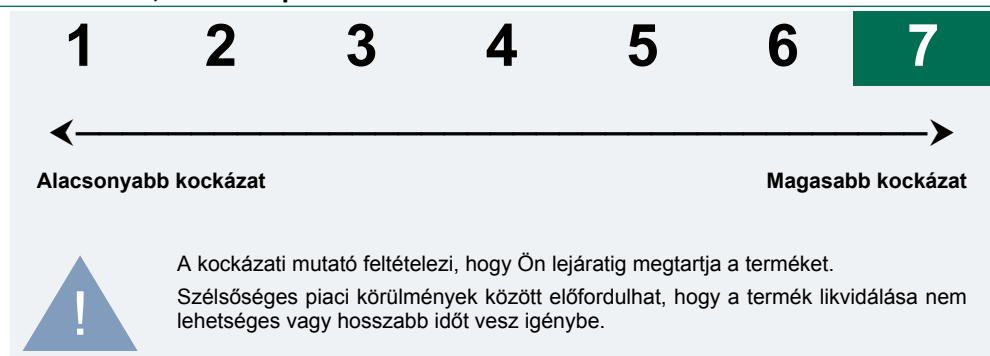 1 2 3 4 5 6 7
Alacsonyabb kockázat Magasabb kockázat
! A kockázati mutató feltételezi, hogy Ön lejáratig megtartja a terméket.
Szélsőséges piaci körülmények között előfordulhat, hogy a termék likvidálása nem
lehetséges vagy hosszabb időt vesz igénybe.